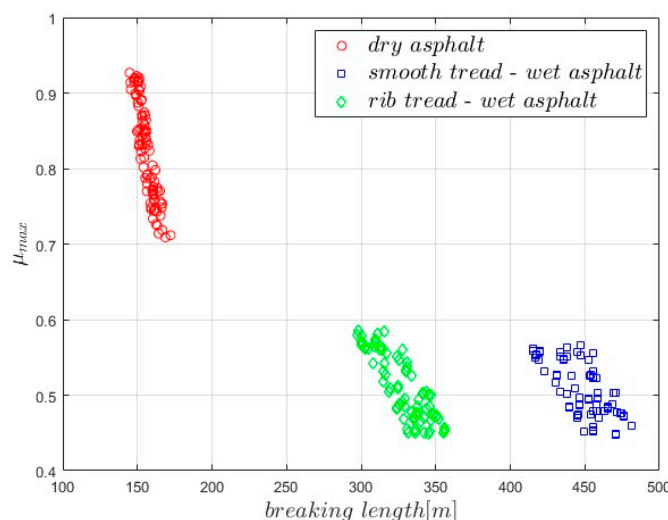 1
0.9
0.8
0.7
0.6
0.5
0.4
μmax
dry asphalt
smooth tread - wet asphalt
rib tread - wet asphalt
100 150 200 250 300 350 400 450 500
breaking length[m]